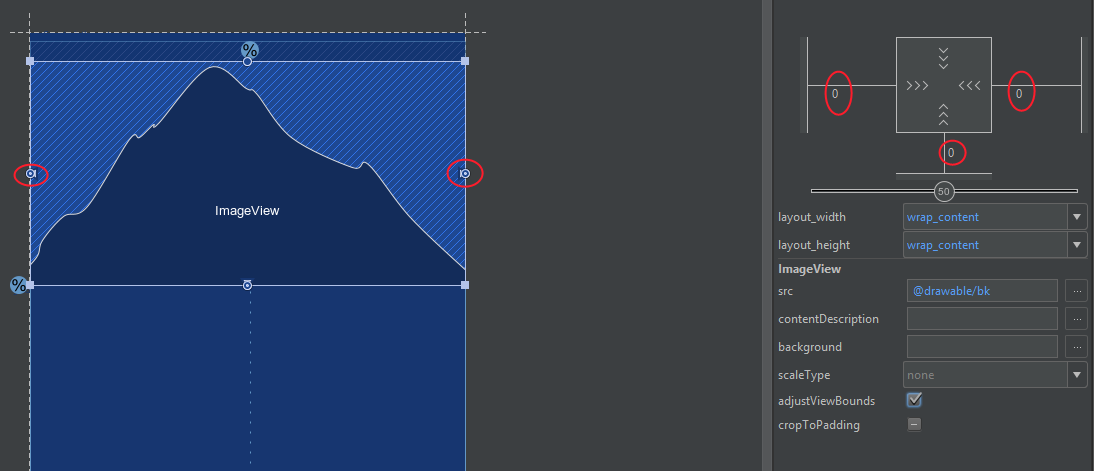 %
ImageView
%
0
0
0
50
layout_width
wrap_content
layout_height
wrap_content
ImageView
src
@drawable/bk
...
contentDescription
...
background
...
scaleType
none
adjustViewBounds
cropToPadding